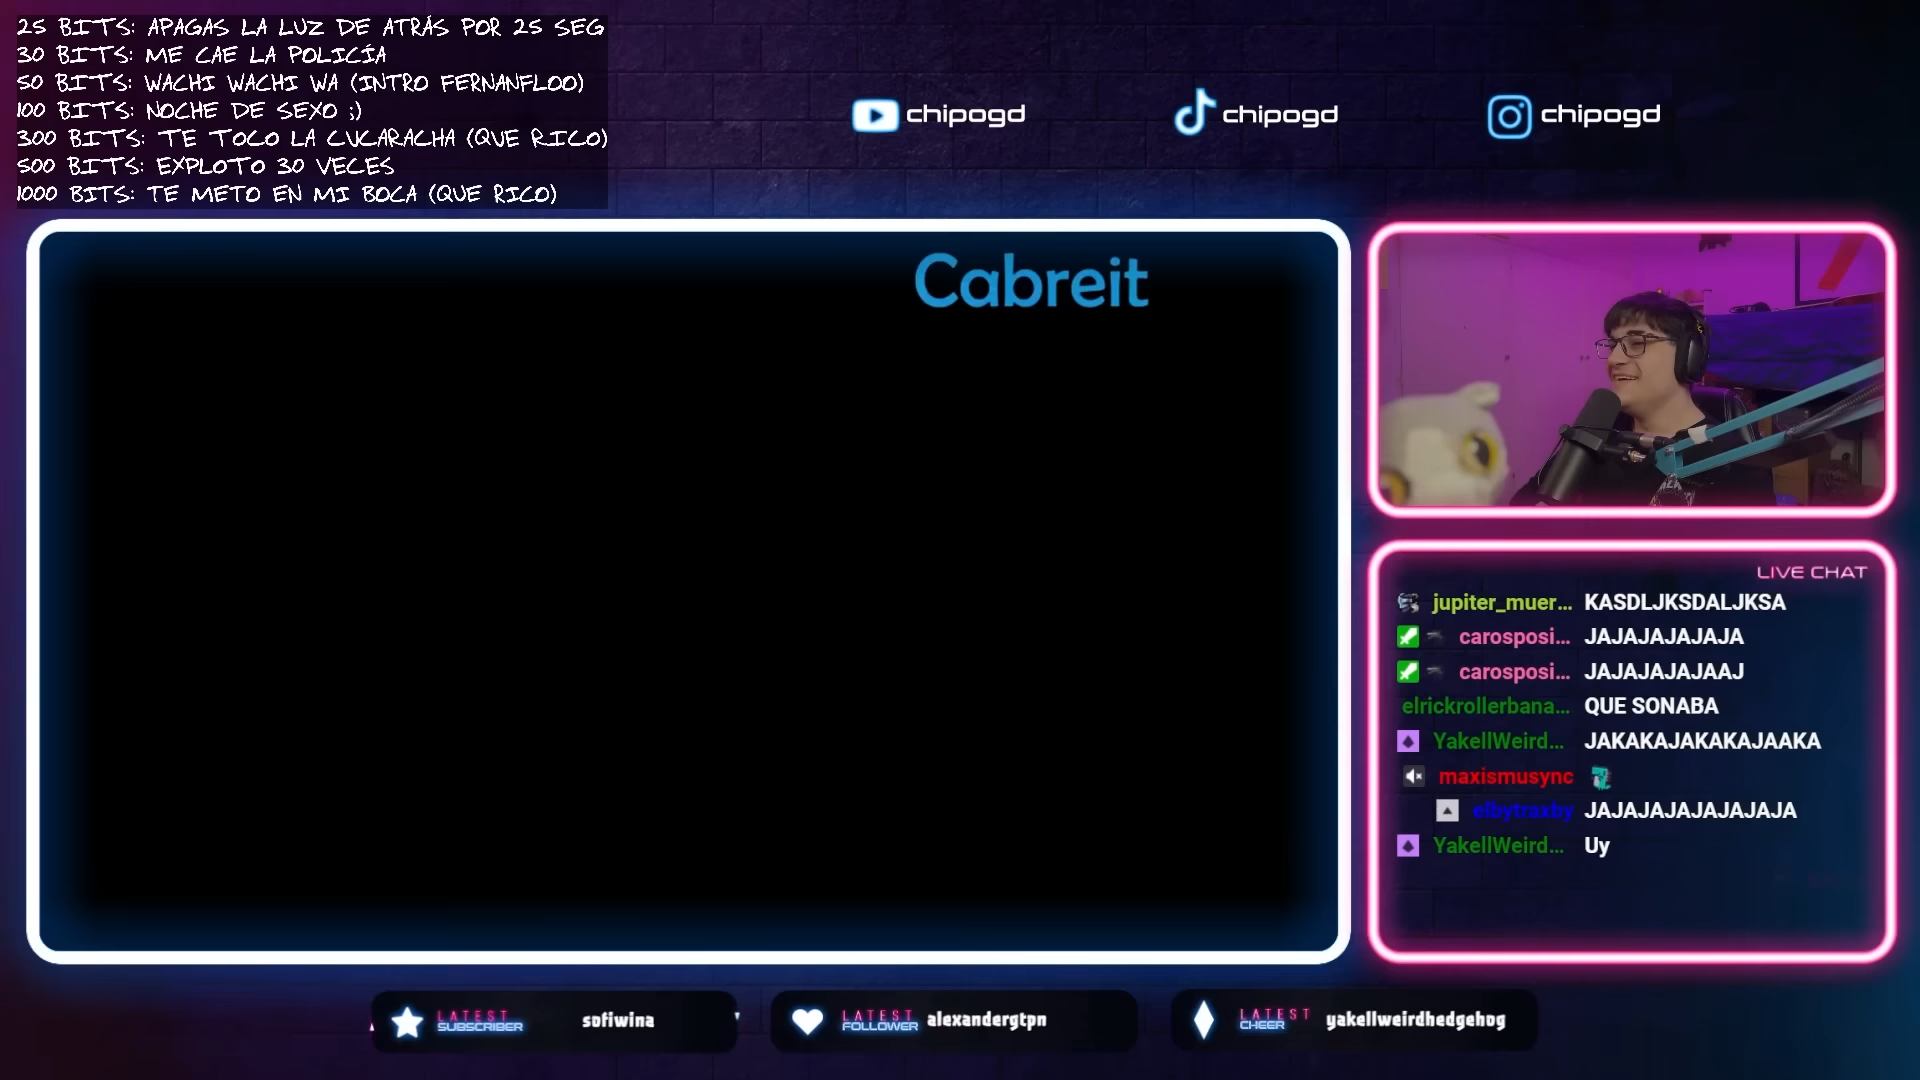 25 BITS: APAGAS LA LUZ DE ATRÁS POR 25 SEG
30 BITS: ME CAE LA POLICÍA
50 BITS: WACHI WACHI WA (INTRO FERNANFLOO)
100 BITS: NOCHE DE SEXO ;)
300 BITS: TE TOCO LA CUCARACHA (QUE RICO)
500 BITS: EXPLOTO 30 VECES
1000 BITS: TE METO EN MI BOCA (QUE RICO)
chipogd
chipogd
chipogd
Cabreit
LIVE CHAT
jupiter_muer... KASDLJKSDALJKSA
carosposi... JAJAJAJAJAJA
carosposi... JAJAJAJAJAAJ
elrickrollerbana... QUE SONABA
YakellWeird... JAKAKAJAKAKAJAAKA
maxismusync
elbytraxby JAJAJAJAJAJAJAJA
YakellWeird... Uy
LATEST SUBSCRIBER sofiwina
LATEST FOLLOWER alexandergtpn
LATEST CHEER yakellweirdhedgehog